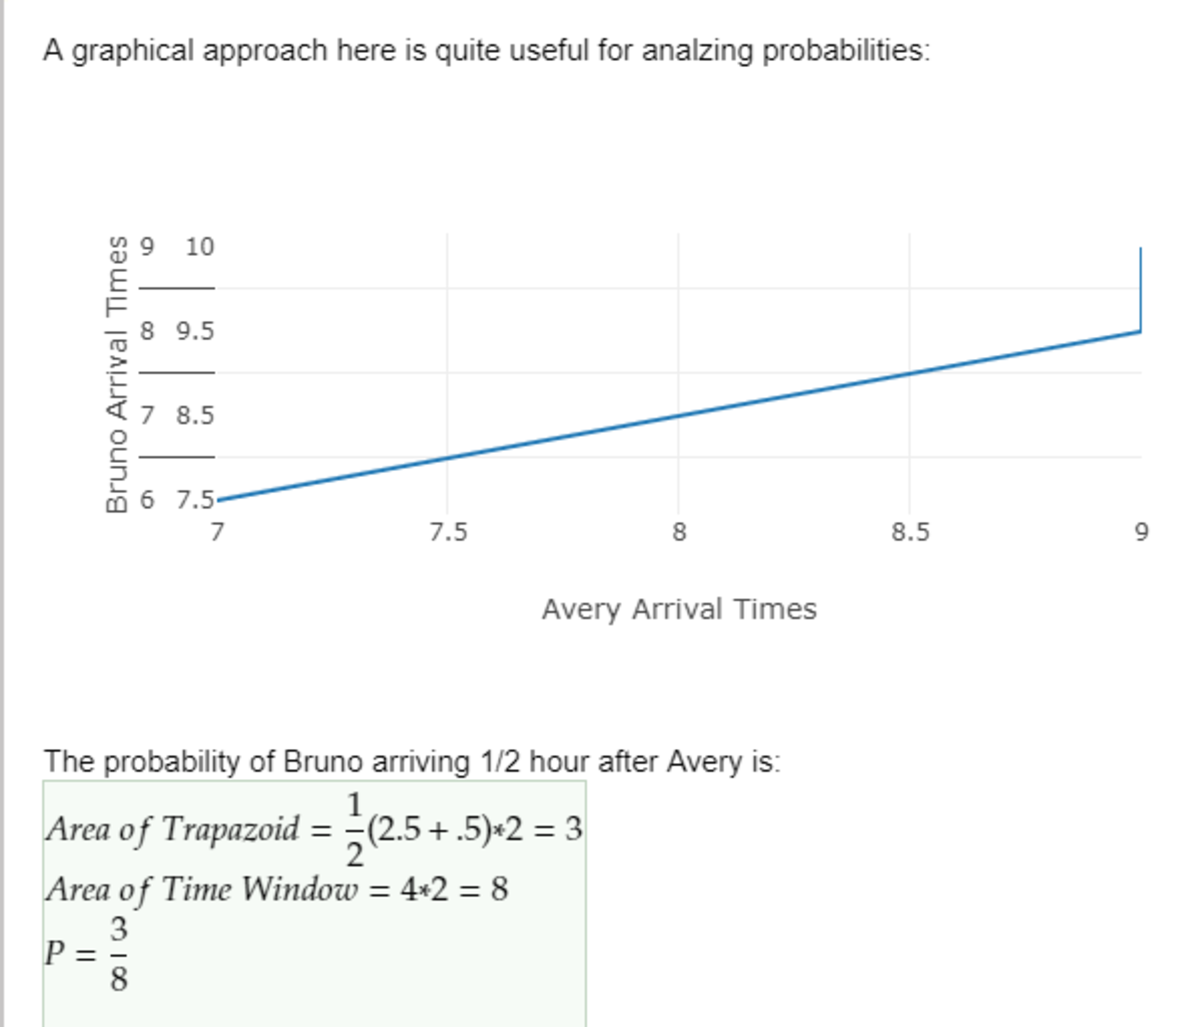 A graphical approach here is quite useful for analzing probabilities:
Bruno Arrival Times
9 10
8 9.5
7 8.5
6 7.5
7 7.5 8 8.5 9
Avery Arrival Times
The probability of Bruno arriving 1/2 hour after Avery is:
Area of Trapazoid = 1/2(2.5 + .5)*2 = 3
Area of Time Window = 4*2 = 8
P = 3/8